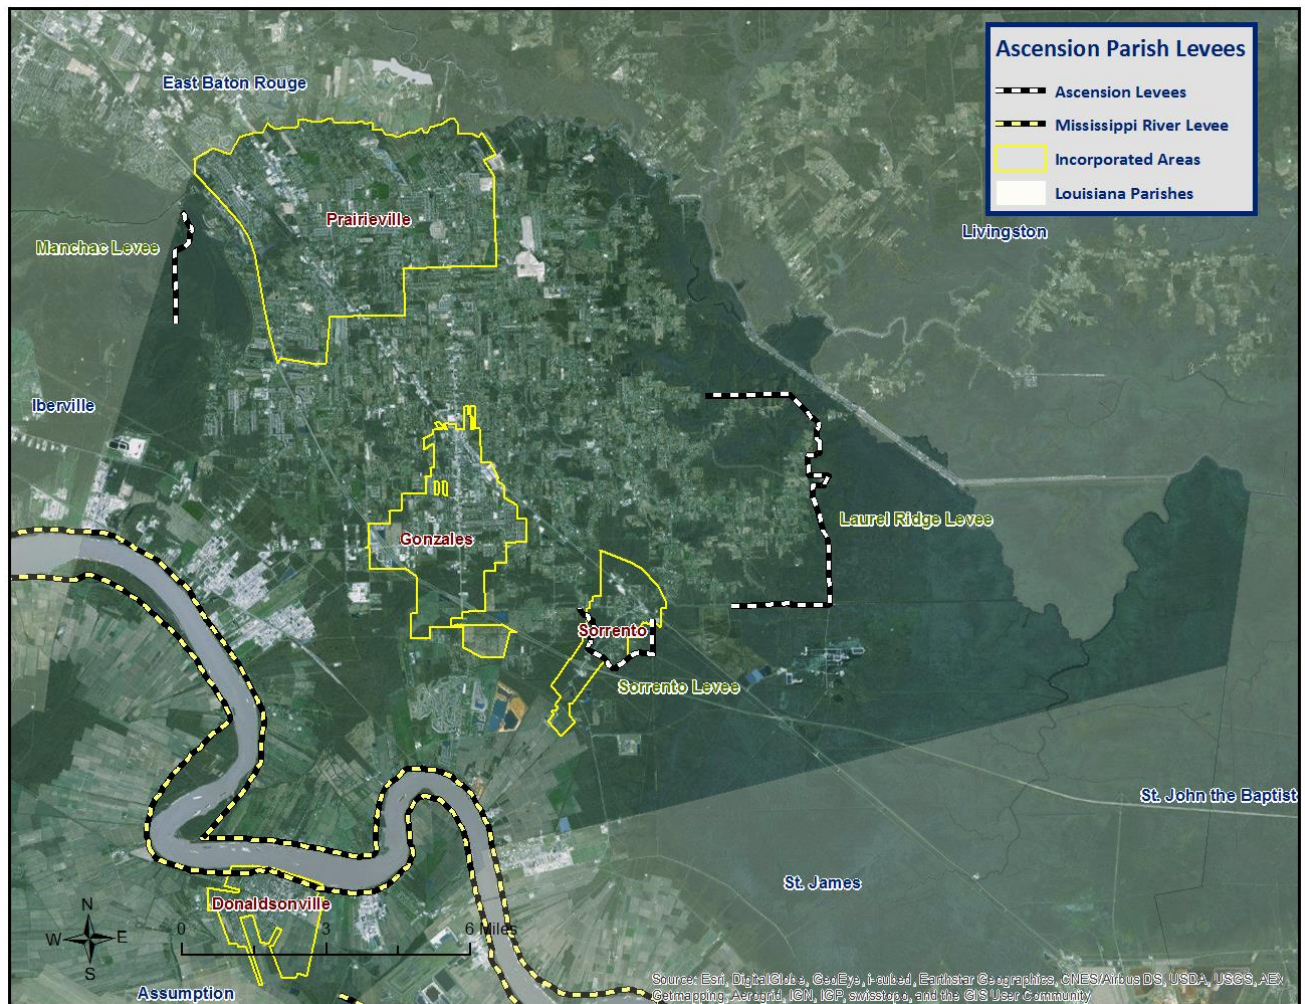 Ascension Parish Levees
Ascension Levees
Mississippi River Levee
Incorporated Areas
Louisiana Parishes
East Baton Rouge
Prairieville
Livingston
Manchac Levee
Iberville
Laurel Ridge Levee
Gonzales
Sorrento
Sorrento Levee
St. John the Baptist
St. James
Donaldsonville
N
W E
S
0 3 6 Miles
Assumption
Source: Esri, DigitalGlobe, GeoEye, i-cubed, Earthstar Geographics, CNES/Airbus DS, USDA, USGS, AEX,
Getmapping, Aerogrid, IGN, IGP, swisstopo, and the GIS User Community